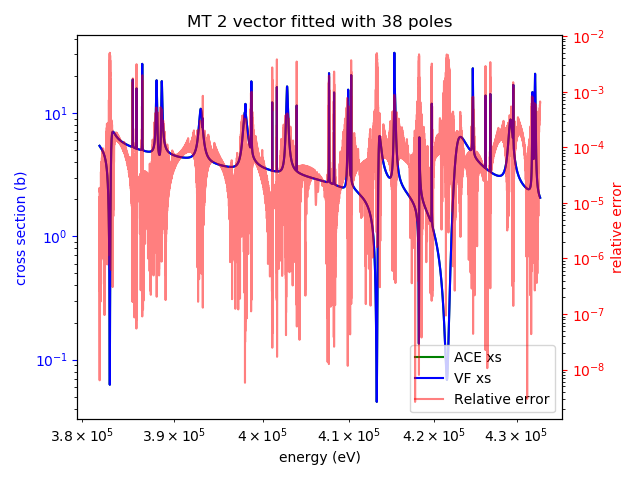 MT 2 vector fitted with 38 poles
cross section (b)
10¹
10⁰
10⁻¹
10⁻²
10⁻³
10⁻⁴
10⁻⁵
10⁻⁶
10⁻⁷
10⁻⁸
relative error
ACE xs
VF xs
Relative error
3.8 × 10⁵ 3.9 × 10⁵ 4 × 10⁵ 4.1 × 10⁵ 4.2 × 10⁵ 4.3 × 10⁵
energy (eV)